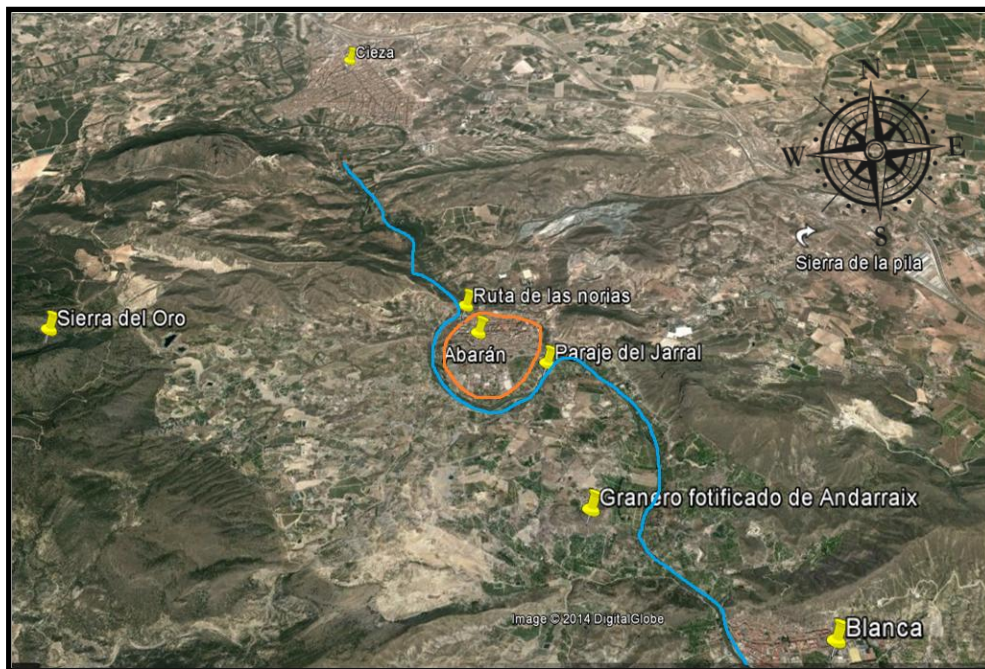 Cieza
N
W E
S
Sierra de la pila
Ruta de las norias
Sierra del Oro
Abarán
Paraje del Jarral
Granero fotificado de Andarraix
Image © 2014 DigitalGlobe
Blanca